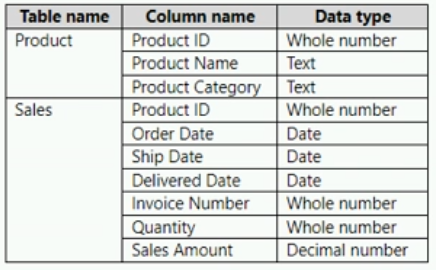 Table name Column name Data type
Product Product ID Whole number
Product Name Text
Product Category Text
Sales Product ID Whole number
Order Date Date
Ship Date Date
Delivered Date Date
Invoice Number Whole number
Quantity Whole number
Sales Amount Decimal number